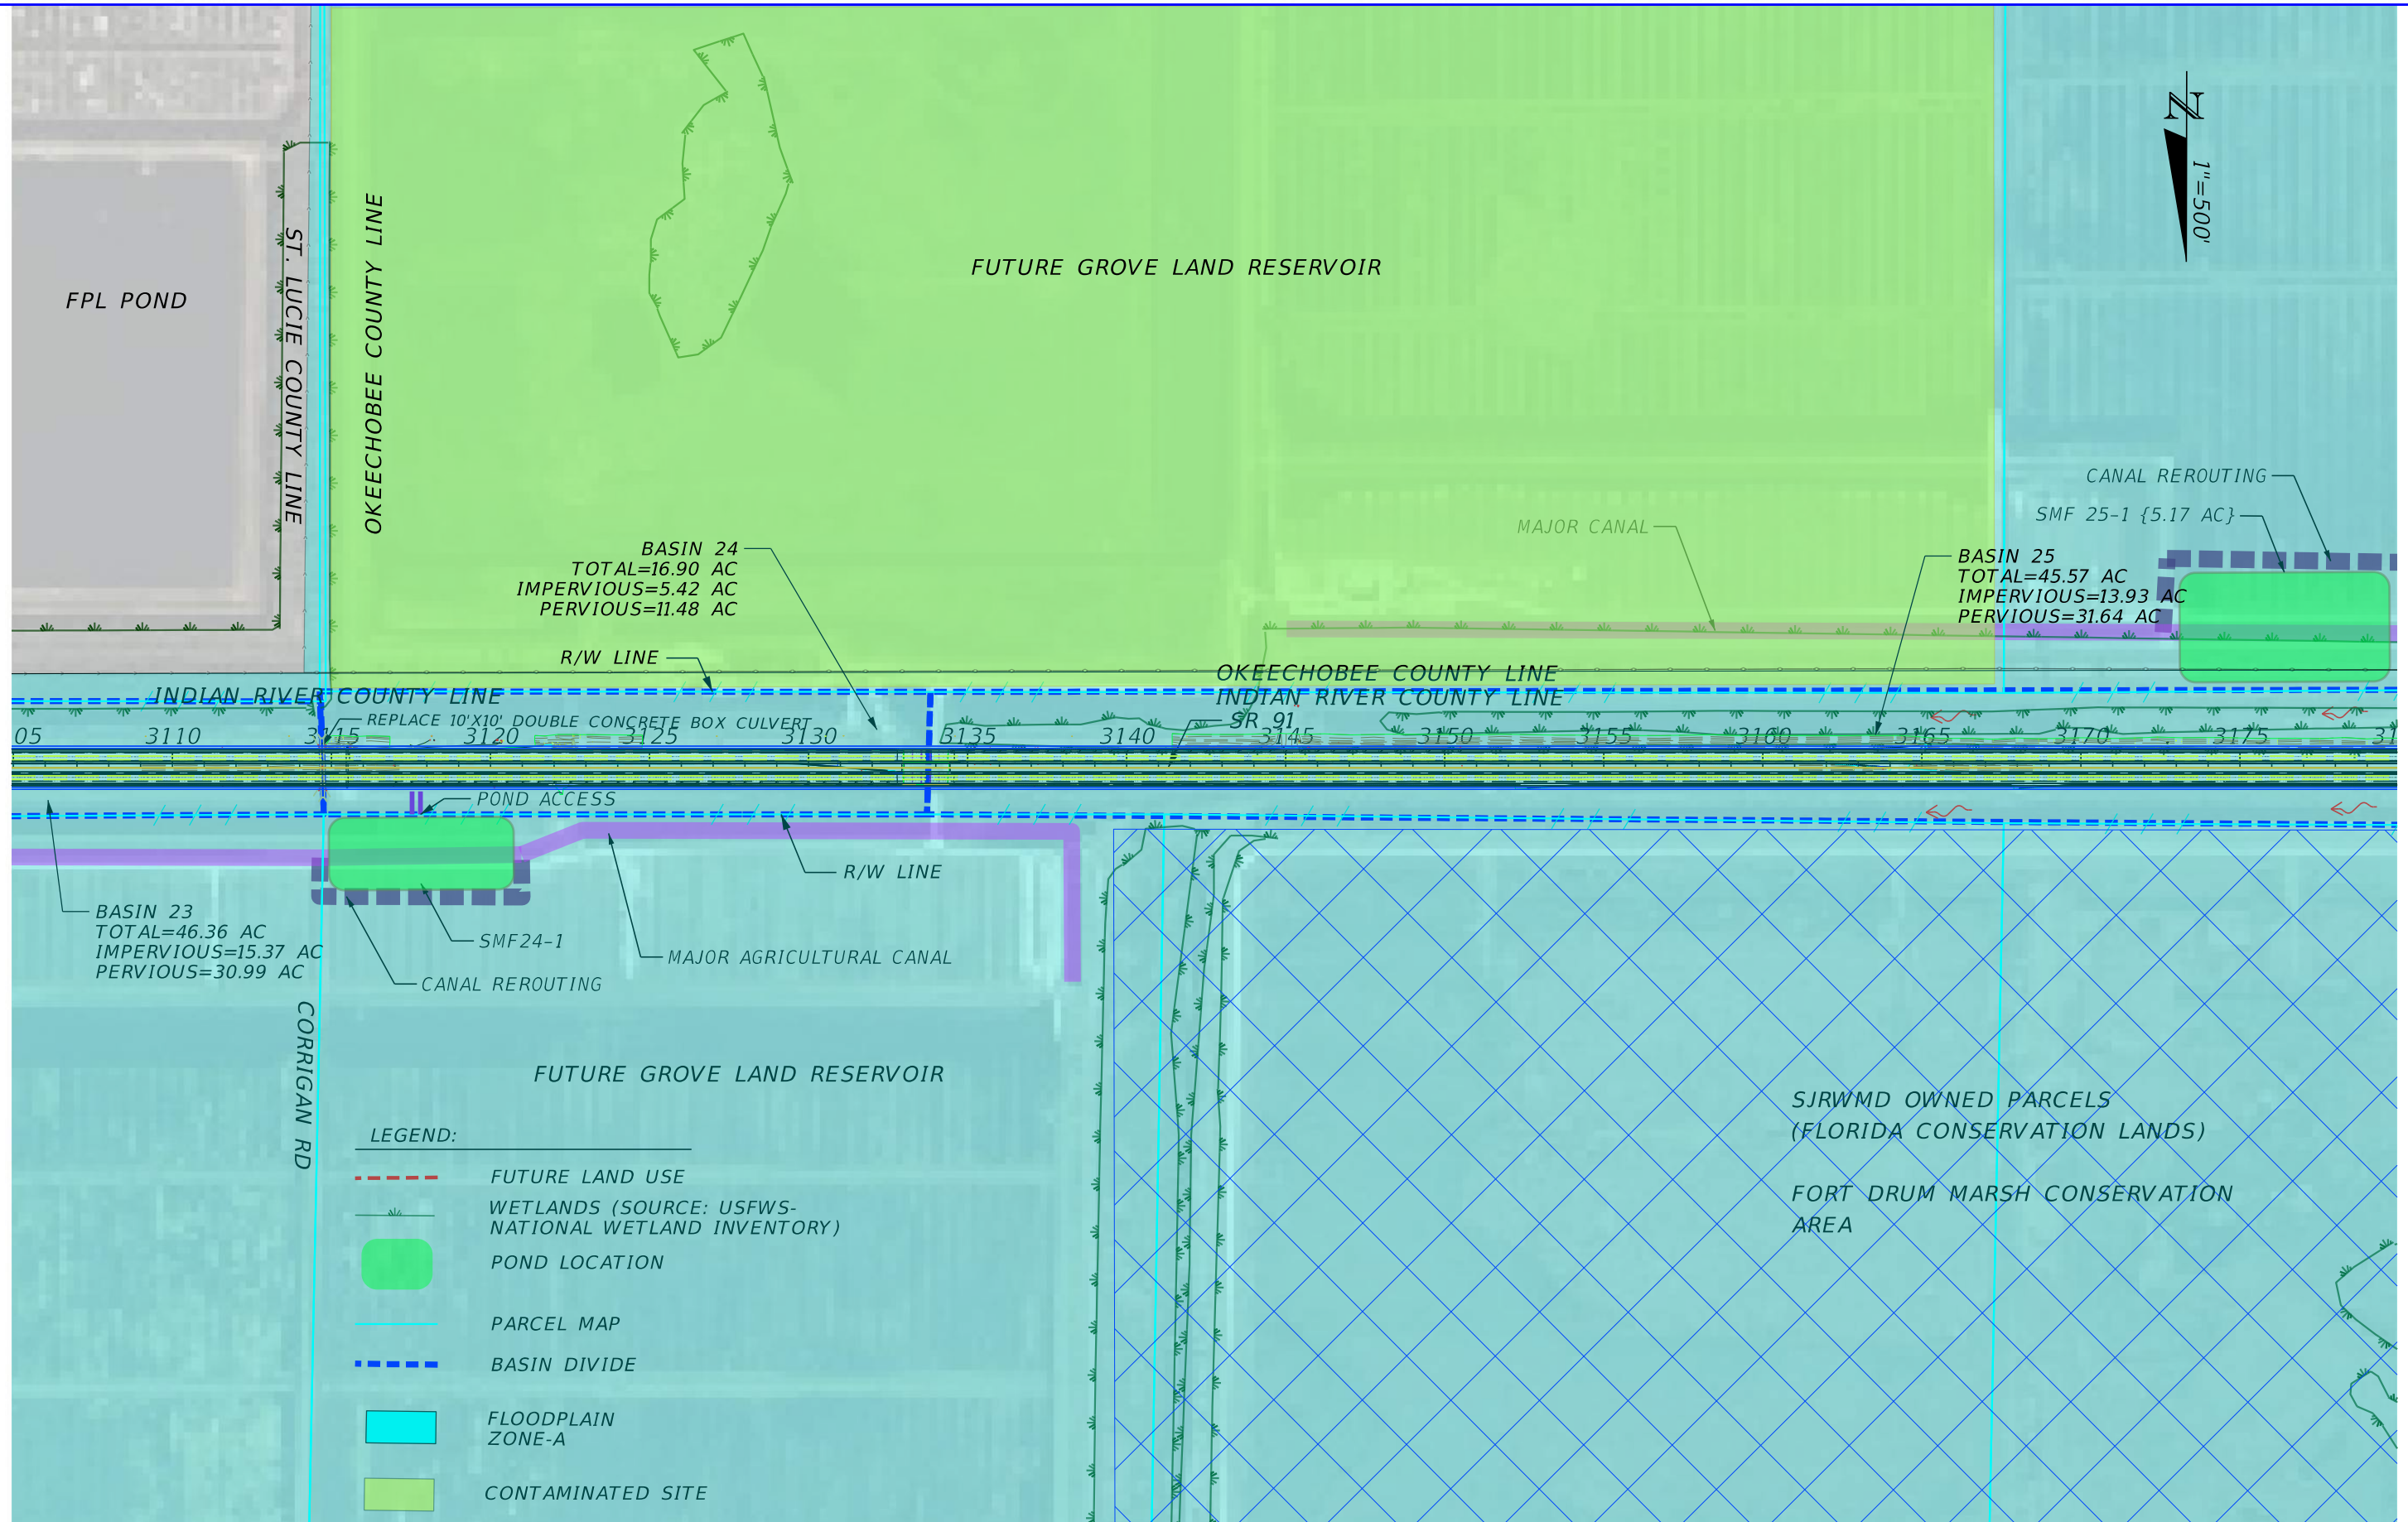 N
1"=500'
FPL POND
ST. LUCIE COUNTY LINE
OKEECHOBEE COUNTY LINE
FUTURE GROVE LAND RESERVOIR
CANAL REROUTING
SMF 25-1 {5.17 AC}
MAJOR CANAL
BASIN 24
TOTAL=16.90 AC
IMPERVIOUS=5.42 AC
PERVIOUS=11.48 AC
BASIN 25
TOTAL=45.57 AC
IMPERVIOUS=13.93 AC
PERVIOUS=31.64 AC
R/W LINE
OKEECHOBEE COUNTY LINE
INDIAN RIVER COUNTY LINE
INDIAN RIVER COUNTY LINE
REPLACE 10'X10' DOUBLE CONCRETE BOX CULVERT
SR 91
05 3110 3115 3120 3125 3130 3135 3140 3145 3150 3155 3160 3165 3170 3175 31
POND ACCESS
R/W LINE
BASIN 23
TOTAL=46.36 AC
IMPERVIOUS=15.37 AC
PERVIOUS=30.99 AC
SMF24-1
MAJOR AGRICULTURAL CANAL
CANAL REROUTING
CORRIGAN RD
FUTURE GROVE LAND RESERVOIR
SJRWMD OWNED PARCELS
(FLORIDA CONSERVATION LANDS)
FORT DRUM MARSH CONSERVATION
AREA
LEGEND:
FUTURE LAND USE
WETLANDS (SOURCE: USFWS-
NATIONAL WETLAND INVENTORY)
POND LOCATION
PARCEL MAP
BASIN DIVIDE
FLOODPLAIN
ZONE-A
CONTAMINATED SITE